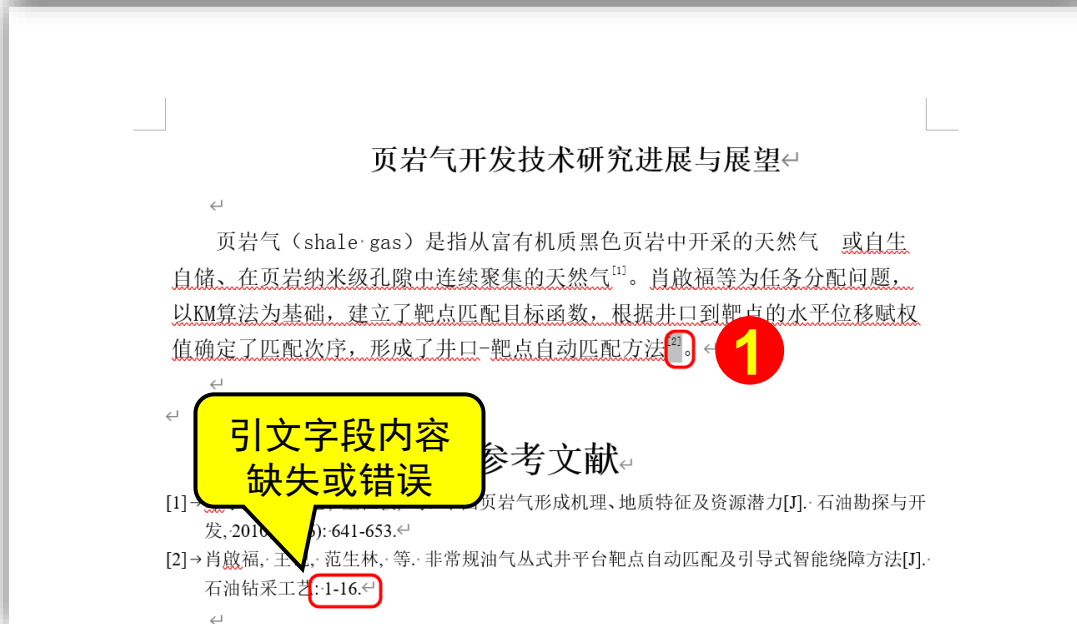 页岩气开发技术研究进展与展望↵
↵
页岩气（shale·gas）是指从富有机质黑色页岩中开采的天然气　或自生
自储、在页岩纳米级孔隙中连续聚集的天然气[1]。肖啟福等为任务分配问题，
以KM算法为基础，建立了靶点匹配目标函数，根据井口到靶点的水平位移赋权
值确定了匹配次序，形成了井口-靶点自动匹配方法[2]。↵
1
↵
↵
引文字段内容
缺失或错误
参考文献↵
[1]→ 页岩气形成机理、地质特征及资源潜力[J].·石油勘探与开
发,·2010 ):·641-653.↵
[2]→肖啟福,·王 ,·范生林,·等.·非常规油气丛式井平台靶点自动匹配及引导式智能绕障方法[J].·
石油钻采工艺:·1-16.↵
↵